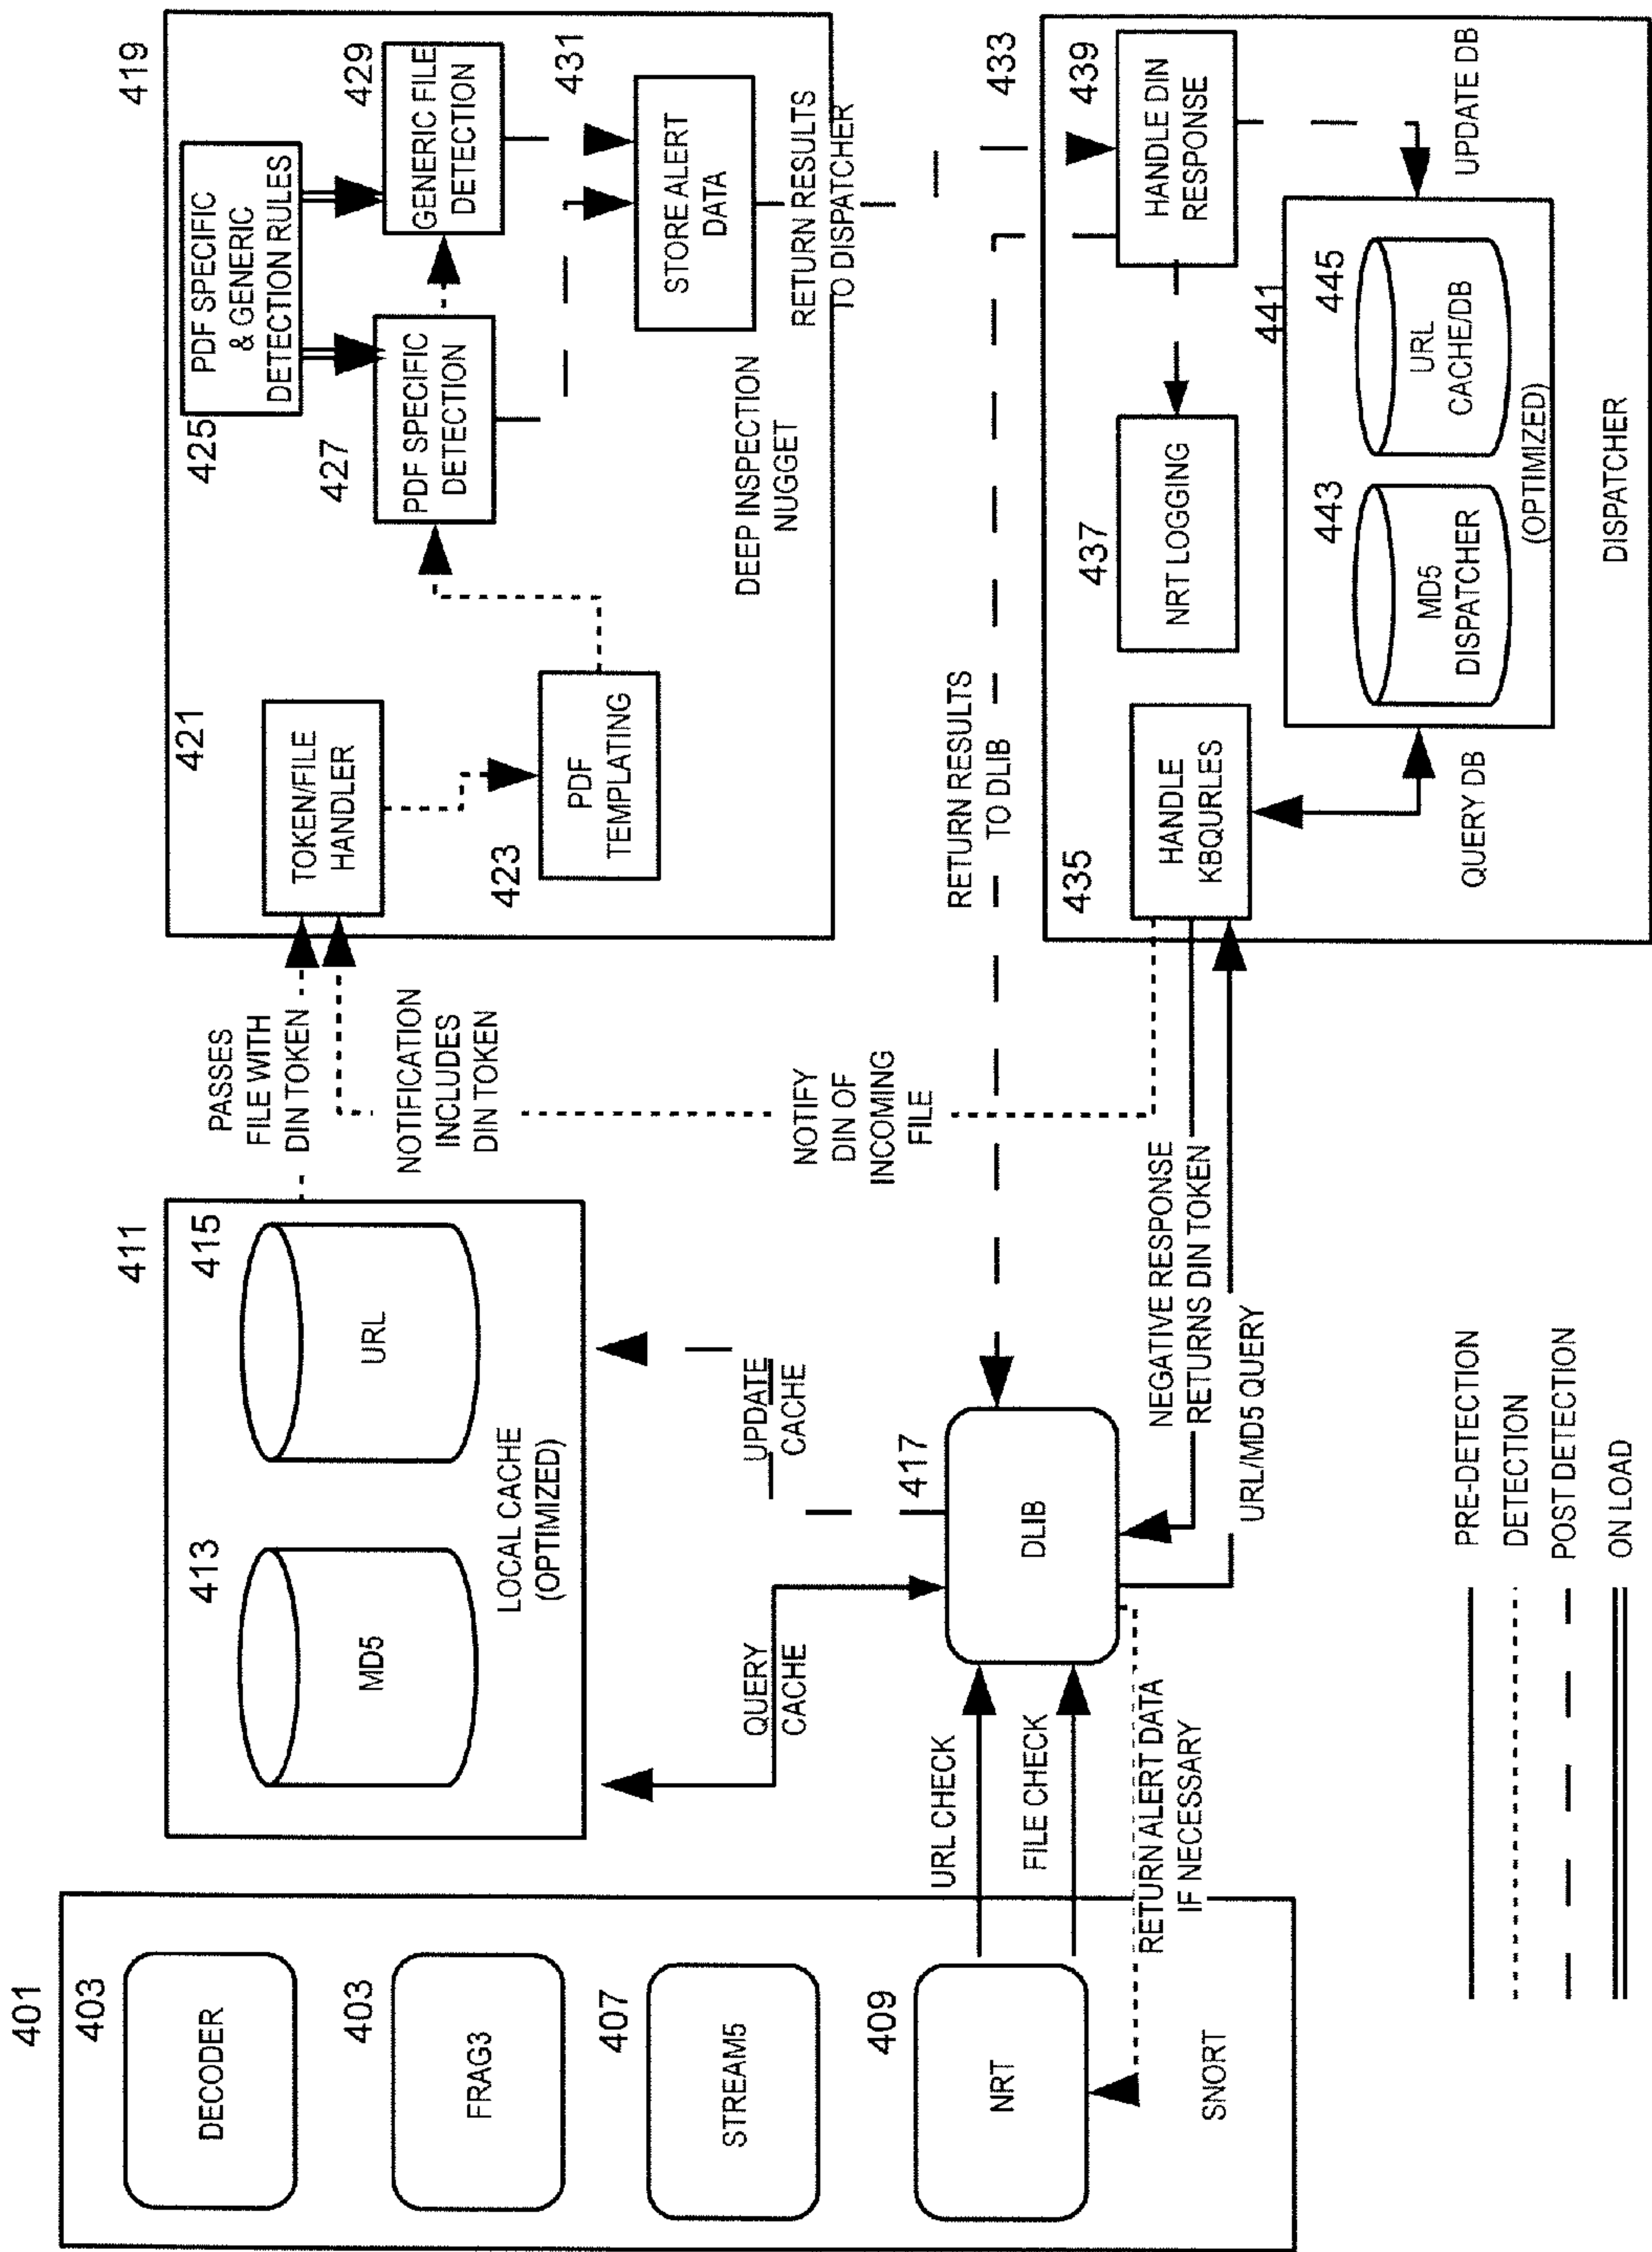 401
403
DECODER
403
FRAG3
407
STREAM5
409
NRT
SNORT
411
413
MD5
415
URL
LOCAL CACHE
(OPTIMIZED)
QUERY
CACHE
UPDATE
CACHE
URL CHECK
FILE CHECK
RETURN ALERT DATA
IF NECESSARY
417
DLIB
PASSES
FILE WITH
DIN TOKEN
NOTIFICATION
INCLUDES
DIN TOKEN
NOTIFY
DIN OF
INCOMING
FILE
NEGATIVE RESPONSE
RETURNS DIN TOKEN
URL/MD5 QUERY
RETURN RESULTS
TO DLIB
419
421
TOKEN/FILE
HANDLER
423
PDF
TEMPLATING
425
PDF SPECIFIC
& GENERIC
DETECTION RULES
427
PDF SPECIFIC
DETECTION
429
GENERIC FILE
DETECTION
431
STORE ALERT
DATA
DEEP INSPECTION
NUGGET
RETURN RESULTS
TO DISPATCHER
433
435
HANDLE
KBQURLES
437
NRT LOGGING
439
HANDLE DIN
RESPONSE
UPDATE DB
QUERY DB
441
443
MD5
DISPATCHER
445
URL
CACHE/DB
(OPTIMIZED)
DISPATCHER
PRE-DETECTION
DETECTION
POST DETECTION
ON LOAD